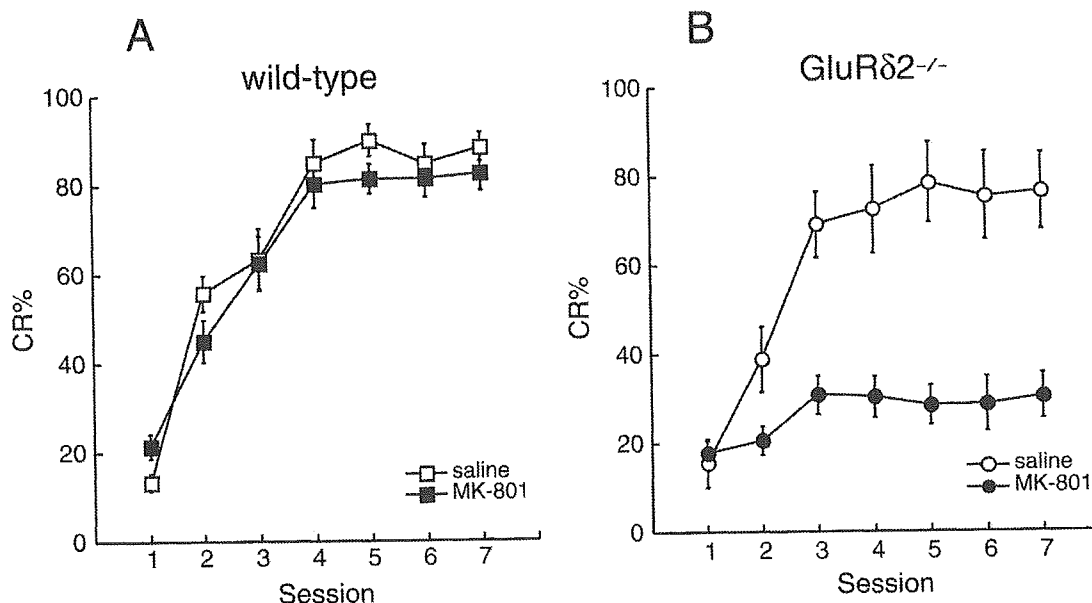 A
wild-type
100
80
60
40
20
0
CR%
1 2 3 4 5 6 7
Session
saline
MK-801
B
GluRδ2−/−
100
80
60
40
20
0
CR%
1 2 3 4 5 6 7
Session
saline
MK-801